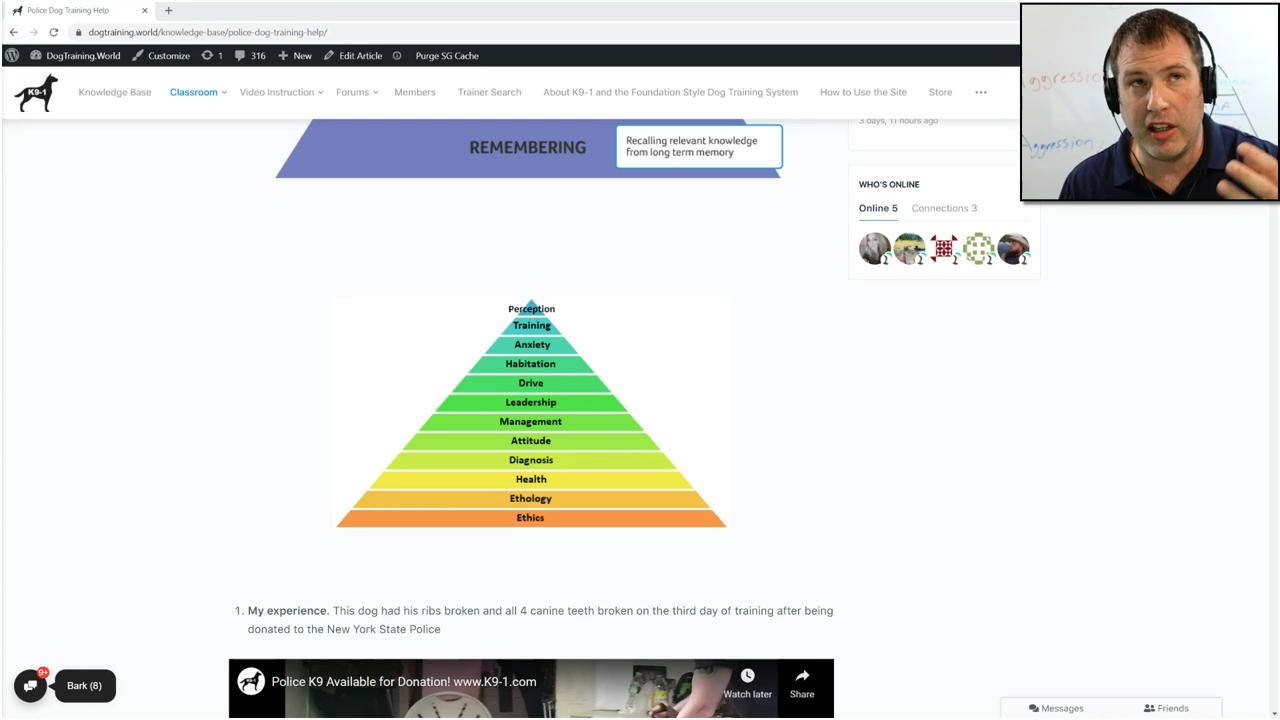 Police Dog Training Help
dogtraining.world/knowledge-base/police-dog-training-help/
DogTraining.World Customize 1 316 New Edit Article Purge SG Cache
K9-1
Knowledge Base Classroom Video Instruction Forums Members Trainer Search About K9-1 and the Foundation Style Dog Training System How to Use the Site Store
3 days, 11 hours ago
REMEMBERING
Recalling relevant knowledge
from long term memory
WHO'S ONLINE
Online 5 Connections 3
Perception
Training
Anxiety
Habitation
Drive
Leadership
Management
Attitude
Diagnosis
Health
Ethology
Ethics
1. My experience. This dog had his ribs broken and all 4 canine teeth broken on the third day of training after being
donated to the New York State Police
Police K9 Available for Donation! www.K9-1.com
Watch later
Share
9+
Bark (8)
Messages Friends
Aggression
Aggression